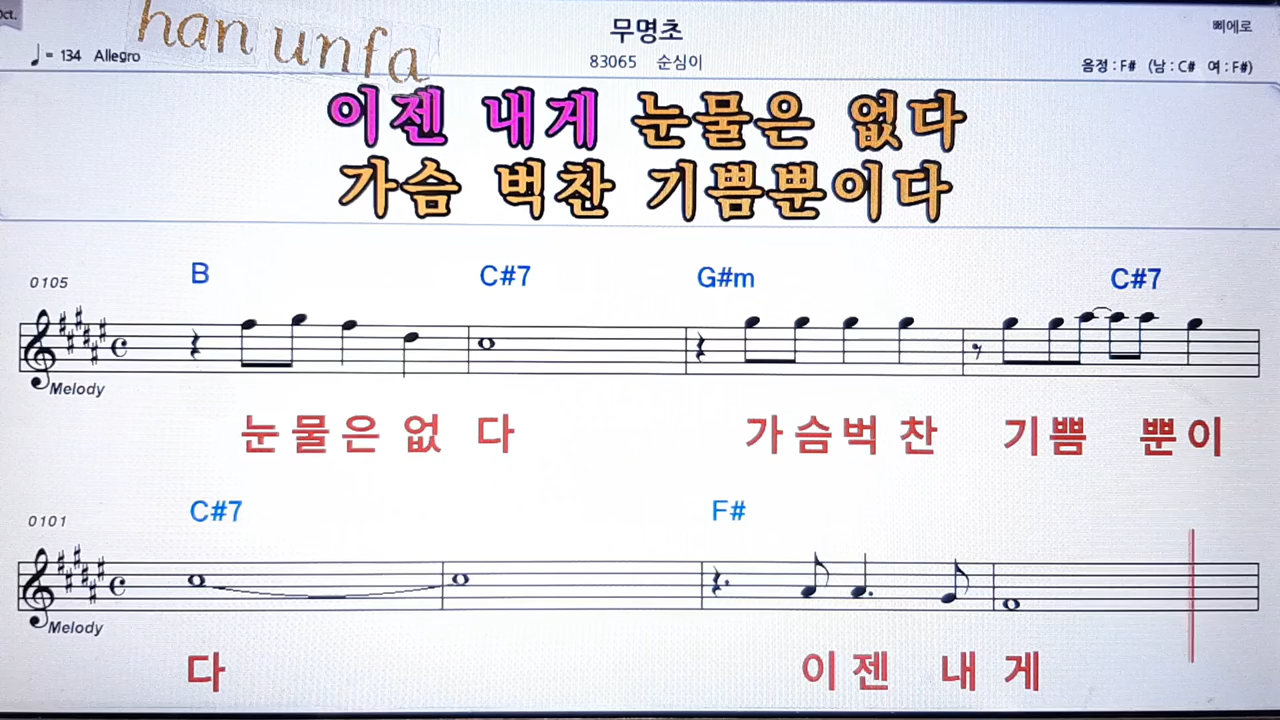 Oct.
han unfa
무명초
삐에로
♩= 134 Allegro
83065 순심이
음정 : F# (남 : C# 여 : F#)
이젠 내게 눈물은 없다
가슴 벅찬 기쁨뿐이다
0105
B C#7 G#m C#7
Melody
눈 물 은 없 다 가 슴 벅 찬 기 쁨 뿐 이
0101
C#7 F#
Melody
다 이 젠 내 게